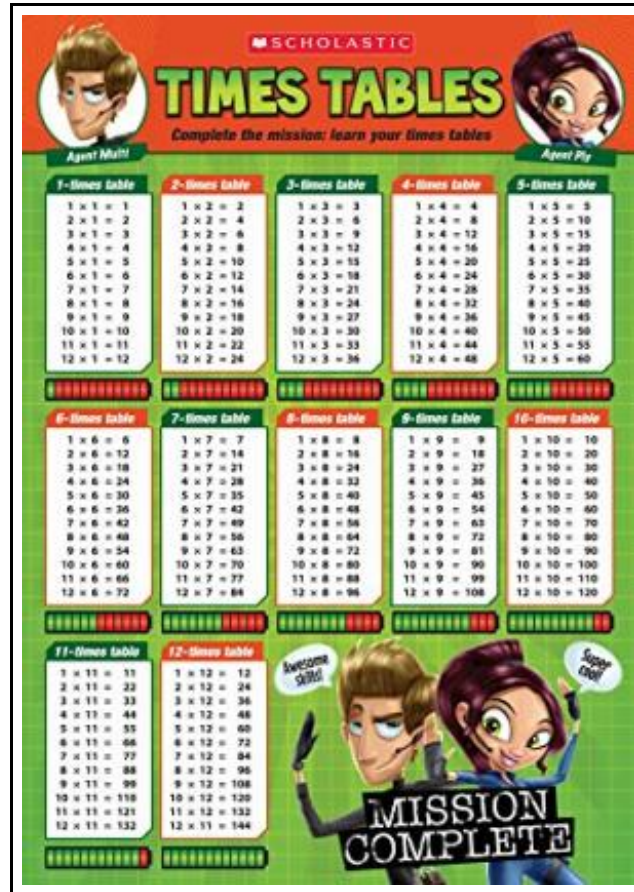 SCHOLASTIC
TIMES TABLES
Complete the mission: learn your times tables
Agent Multi
Agent Ply
1-times table
1 × 1 = 1
2 × 1 = 2
3 × 1 = 3
4 × 1 = 4
5 × 1 = 5
6 × 1 = 6
7 × 1 = 7
8 × 1 = 8
9 × 1 = 9
10 × 1 = 10
11 × 1 = 11
12 × 1 = 12
2-times table
1 × 2 = 2
2 × 2 = 4
3 × 2 = 6
4 × 2 = 8
5 × 2 = 10
6 × 2 = 12
7 × 2 = 14
8 × 2 = 16
9 × 2 = 18
10 × 2 = 20
11 × 2 = 22
12 × 2 = 24
3-times table
1 × 3 = 3
2 × 3 = 6
3 × 3 = 9
4 × 3 = 12
5 × 3 = 15
6 × 3 = 18
7 × 3 = 21
8 × 3 = 24
9 × 3 = 27
10 × 3 = 30
11 × 3 = 33
12 × 3 = 36
4-times table
1 × 4 = 4
2 × 4 = 8
3 × 4 = 12
4 × 4 = 16
5 × 4 = 20
6 × 4 = 24
7 × 4 = 28
8 × 4 = 32
9 × 4 = 36
10 × 4 = 40
11 × 4 = 44
12 × 4 = 48
5-times table
1 × 5 = 5
2 × 5 = 10
3 × 5 = 15
4 × 5 = 20
5 × 5 = 25
6 × 5 = 30
7 × 5 = 35
8 × 5 = 40
9 × 5 = 45
10 × 5 = 50
11 × 5 = 55
12 × 5 = 60
6-times table
1 × 6 = 6
2 × 6 = 12
3 × 6 = 18
4 × 6 = 24
5 × 6 = 30
6 × 6 = 36
7 × 6 = 42
8 × 6 = 48
9 × 6 = 54
10 × 6 = 60
11 × 6 = 66
12 × 6 = 72
7-times table
1 × 7 = 7
2 × 7 = 14
3 × 7 = 21
4 × 7 = 28
5 × 7 = 35
6 × 7 = 42
7 × 7 = 49
8 × 7 = 56
9 × 7 = 63
10 × 7 = 70
11 × 7 = 77
12 × 7 = 84
8-times table
1 × 8 = 8
2 × 8 = 16
3 × 8 = 24
4 × 8 = 32
5 × 8 = 40
6 × 8 = 48
7 × 8 = 56
8 × 8 = 64
9 × 8 = 72
10 × 8 = 80
11 × 8 = 88
12 × 8 = 96
9-times table
1 × 9 = 9
2 × 9 = 18
3 × 9 = 27
4 × 9 = 36
5 × 9 = 45
6 × 9 = 54
7 × 9 = 63
8 × 9 = 72
9 × 9 = 81
10 × 9 = 90
11 × 9 = 99
12 × 9 = 108
10-times table
1 × 10 = 10
2 × 10 = 20
3 × 10 = 30
4 × 10 = 40
5 × 10 = 50
6 × 10 = 60
7 × 10 = 70
8 × 10 = 80
9 × 10 = 90
10 × 10 = 100
11 × 10 = 110
12 × 10 = 120
11-times table
1 × 11 = 11
2 × 11 = 22
3 × 11 = 33
4 × 11 = 44
5 × 11 = 55
6 × 11 = 66
7 × 11 = 77
8 × 11 = 88
9 × 11 = 99
10 × 11 = 110
11 × 11 = 121
12 × 11 = 132
12-times table
1 × 12 = 12
2 × 12 = 24
3 × 12 = 36
4 × 12 = 48
5 × 12 = 60
6 × 12 = 72
7 × 12 = 84
8 × 12 = 96
9 × 12 = 108
10 × 12 = 120
11 × 12 = 132
12 × 11 = 144
Awesome
skills!
Super
cool!
MISSION
COMPLETE